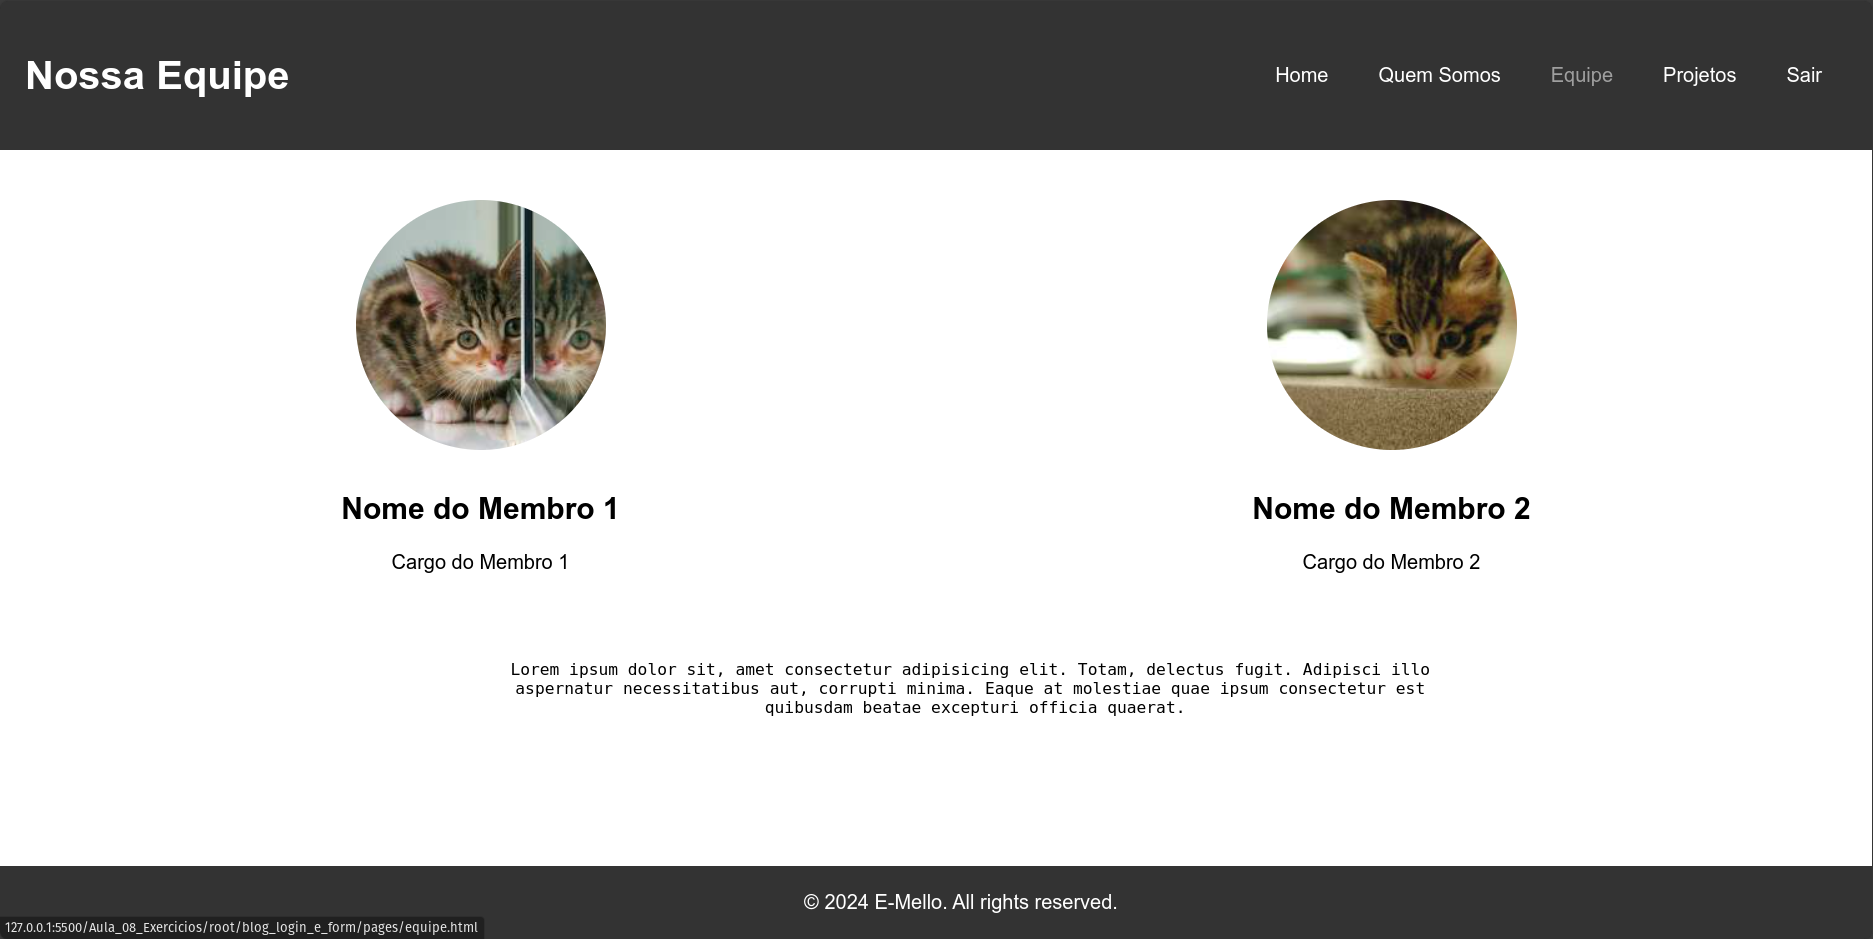 Nossa Equipe
Home Quem Somos Equipe Projetos Sair
Nome do Membro 1
Cargo do Membro 1
Nome do Membro 2
Cargo do Membro 2
Lorem ipsum dolor sit, amet consectetur adipisicing elit. Totam, delectus fugit. Adipisci illo
aspernatur necessitatibus aut, corrupti minima. Eaque at molestiae quae ipsum consectetur est
quibusdam beatae excepturi officia quaerat.
© 2024 E-Mello. All rights reserved.
127.0.0.1:5500/Aula_08_Exercicios/root/blog_login_e_form/pages/equipe.html